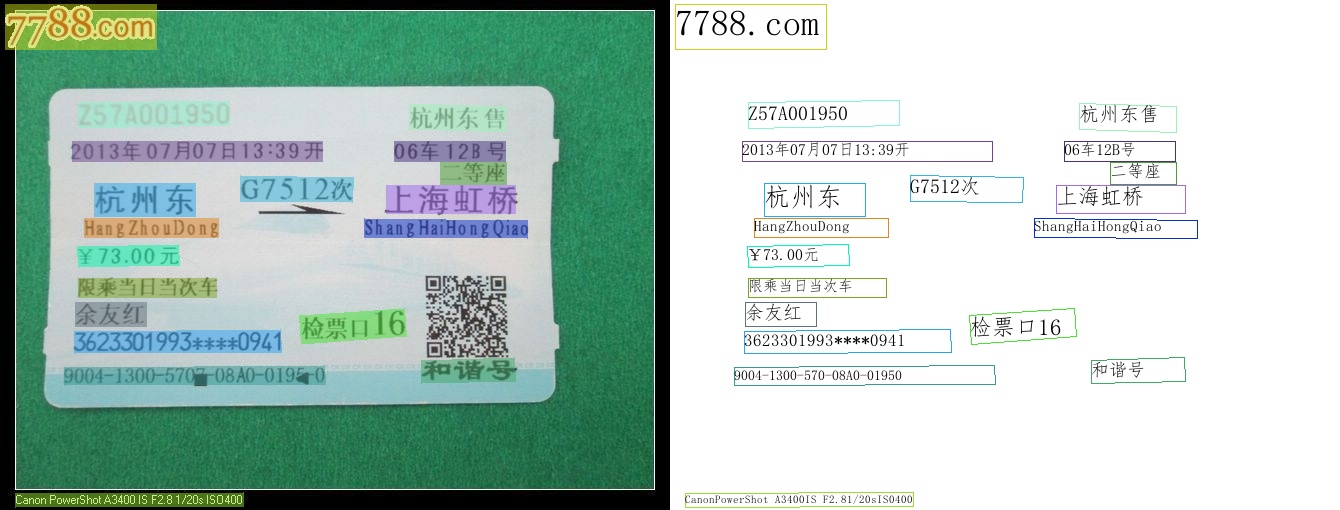 7788.com
Z57A001950 杭州东 售
2013年07月07日13:39开 06车12B号
二等座
杭州东 G7512次 上海虹桥
HangZhouDong ShangHaiHongQiao
￥73.00元
限乘当日当次车
余友红
检票口16
3623301993****0941
和谐号
Canon PowerShot A3400 IS F2.8 1/20s ISO400
7788.com
Z57A001950 杭州东售
2013年07月07日13:39开 06车12B号
二等座
杭州东 G7512次 上海虹桥
HangZhouDong ShangHaiHongQiao
￥73.00元
限乘当日当次车
余友红
检票口16
3623301993****0941
9004-1300-570-08A0-01950 和谐号
CanonPowerShot A3400IS F2.81/20sISO400